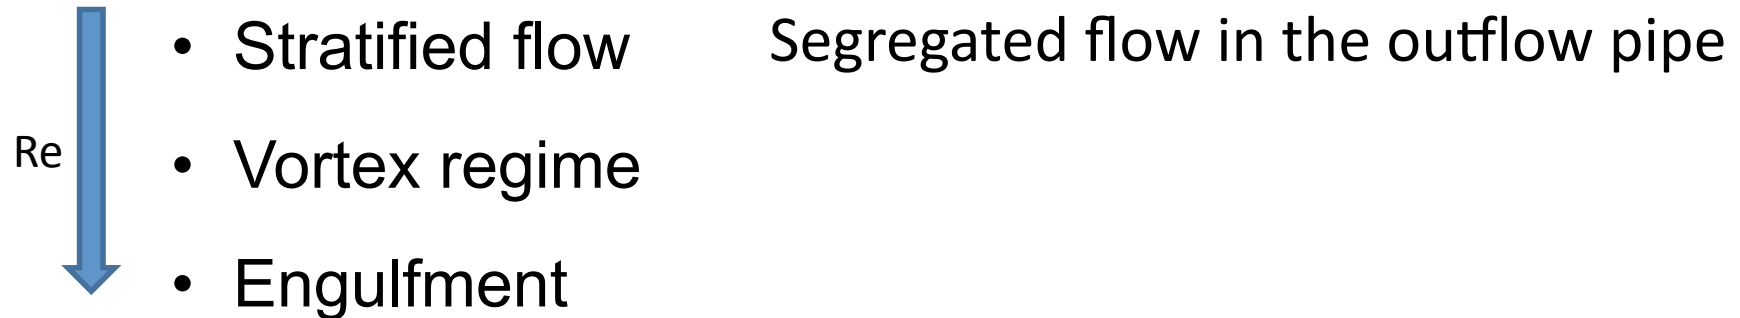 • Stratified flow Segregated flow in the outflow pipe
Re
• Vortex regime
• Engulfment